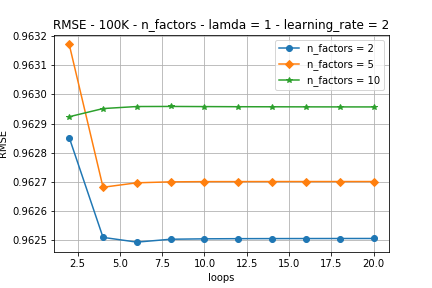 RMSE - 100K - n_factors - lamda = 1 - learning_rate = 2
n_factors = 2
n_factors = 5
n_factors = 10
RMSE
0.9632
0.9631
0.9630
0.9629
0.9628
0.9627
0.9626
0.9625
2.5 5.0 7.5 10.0 12.5 15.0 17.5 20.0
loops